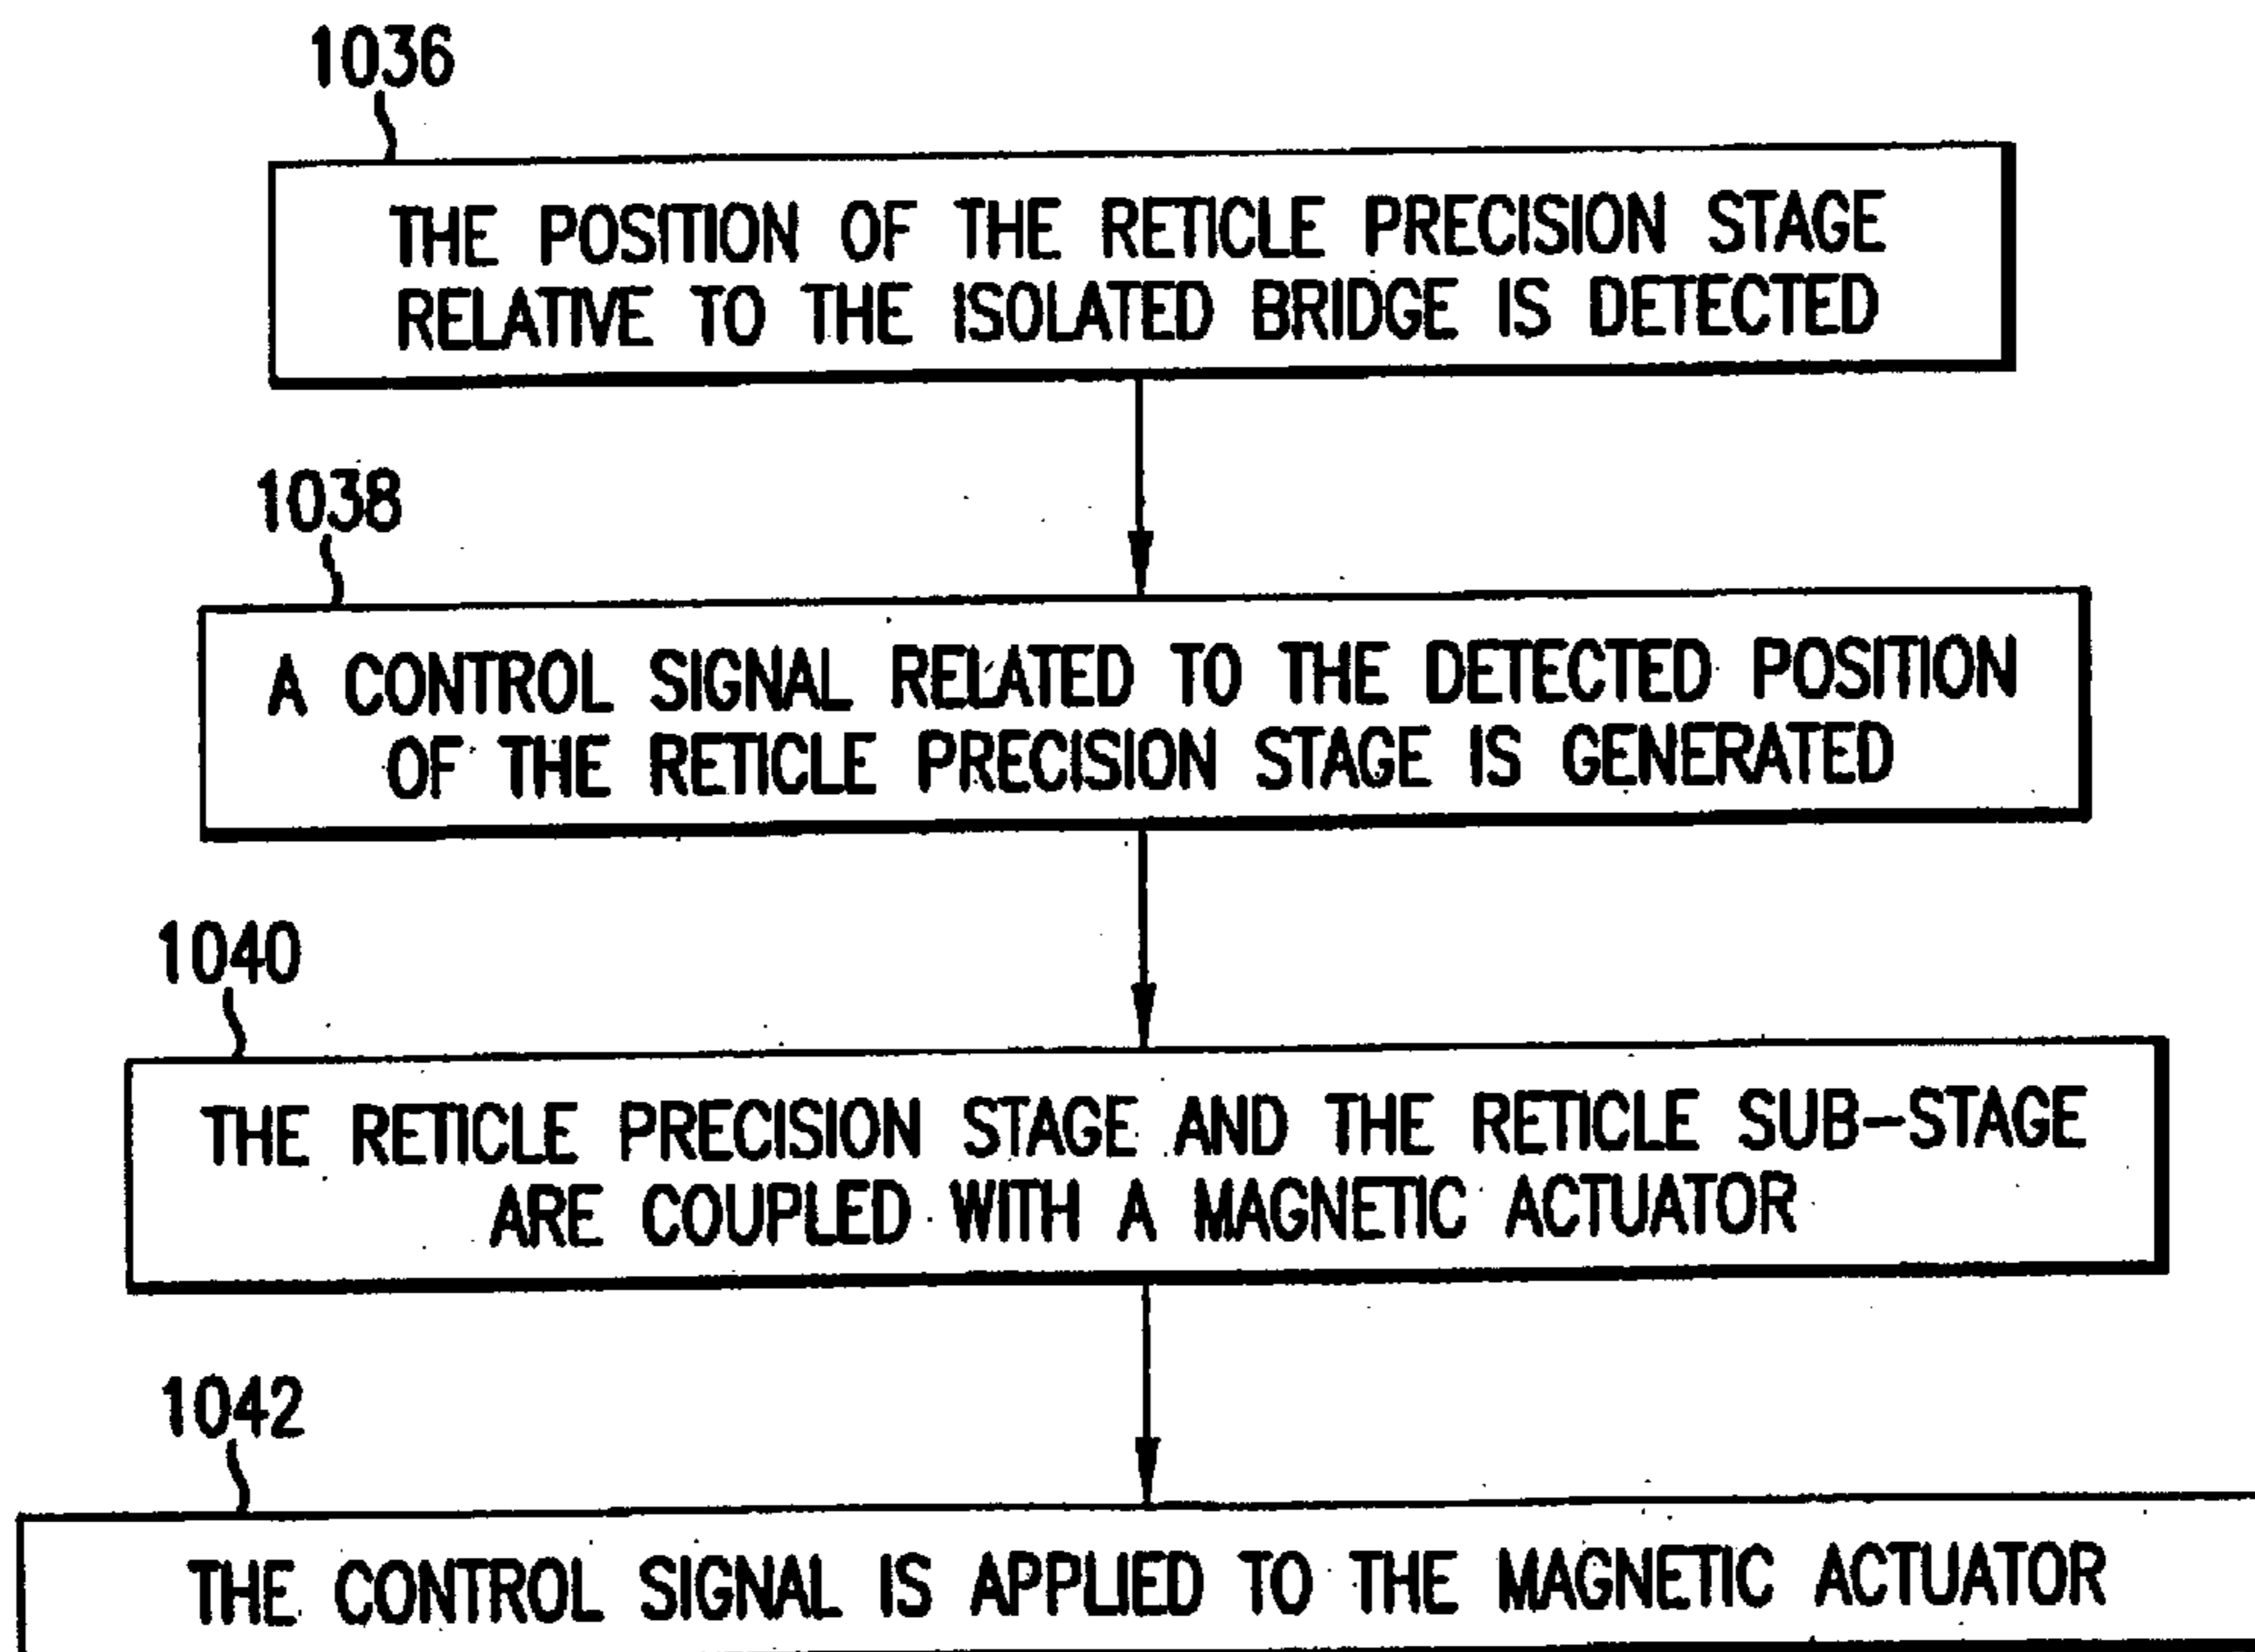 1036
THE POSITION OF THE RETICLE PRECISION STAGE
RELATIVE TO THE ISOLATED BRIDGE IS DETECTED
1038
A CONTROL SIGNAL RELATED TO THE DETECTED POSITION
OF THE RETICLE PRECISION STAGE IS GENERATED
1040
THE RETICLE PRECISION STAGE AND THE RETICLE SUB-STAGE
ARE COUPLED WITH A MAGNETIC ACTUATOR
1042
THE CONTROL SIGNAL IS APPLIED TO THE MAGNETIC ACTUATOR